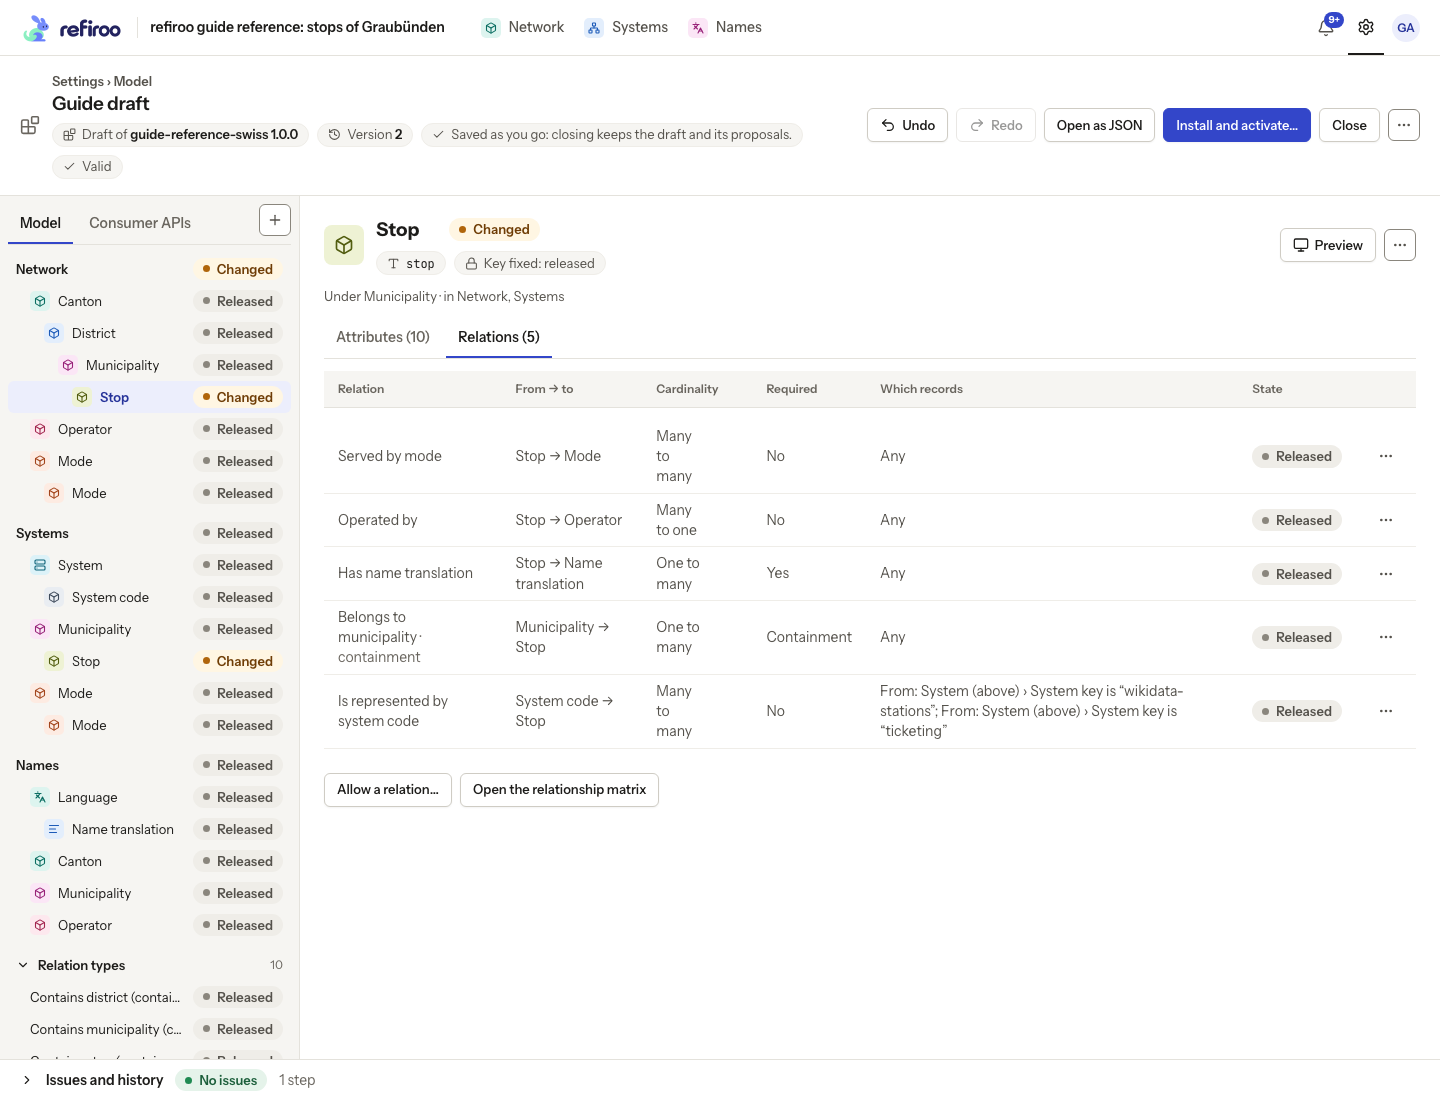 refiroo
refiroo guide reference: stops of Graubünden
Network
Systems
Names
9+
GA
Settings › Model
Guide draft
Draft of guide-reference-swiss 1.0.0
Version 2
Saved as you go: closing keeps the draft and its proposals.
Valid
Undo
Redo
Open as JSON
Install and activate...
Close
Model
Consumer APIs
Network Changed
Canton Released
District Released
Municipality Released
Stop Changed
Operator Released
Mode Released
Mode Released
Systems Released
System Released
System code Released
Municipality Released
Stop Changed
Mode Released
Mode Released
Names Released
Language Released
Name translation Released
Canton Released
Municipality Released
Operator Released
Relation types 10
Contains district (contai... Released
Contains municipality (c... Released
Stop
Changed
stop
Key fixed: released
Under Municipality · in Network, Systems
Preview
Attributes (10)
Relations (5)
Relation From → to Cardinality Required Which records State
Served by mode Stop → Mode Many to many No Any Released
Operated by Stop → Operator Many to one No Any Released
Has name translation Stop → Name translation One to many Yes Any Released
Belongs to municipality · containment Municipality → Stop One to many Containment Any Released
Is represented by system code System code → Stop Many to many No From: System (above) › System key is “wikidata-stations”; From: System (above) › System key is “ticketing” Released
Allow a relation...
Open the relationship matrix
Issues and history
No issues
1 step